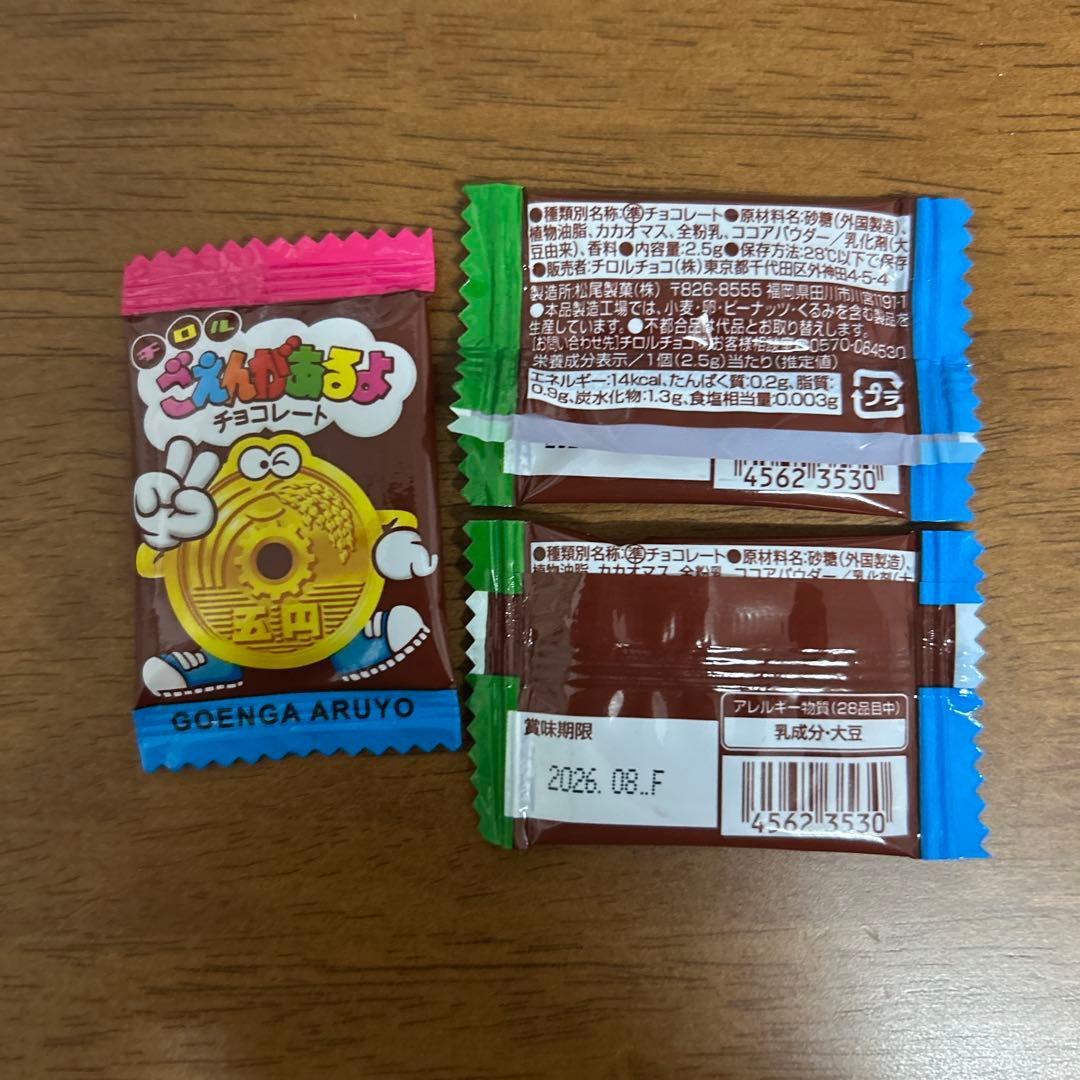 チロル
ごえんがあるよ
チョコレート
五円
GOENGA ARUYO
●種類別名称:準チョコレート●原材料名:砂糖(外国製造)、
植物油脂、カカオマス、全粉乳、ココアパウダー/乳化剤(大
豆由来)、香料●内容量:2.5g●保存方法:28℃以下で保存
●販売者:チロルチョコ(株)東京都千代田区外神田4-5-4
製造所:松尾製菓(株) 〒826-8555 福岡県田川市川宮1191-1
●本品製造工場では、小麦・卵・ピーナッツ・くるみを含む製品を
生産しています。●不都合品は代品とお取り替えします。
[お問い合わせ先]チロルチョコ(株)お客様相談室☎0570-064530
栄養成分表示/1個(2.5g)当たり(推定値)
エネルギー:14kcal、たんぱく質:0.2g、脂質:
0.9g、炭水化物:1.3g、食塩相当量:0.003g
プラ
4562 3530
●種類別名称:準チョコレート●原材料名:砂糖(外国製造)、
植物油脂、カカオマス、全粉乳、ココアパウダー/乳化剤(大
アレルギー物質(28品目中)
乳成分・大豆
賞味期限
2026. 08..F
4562 3530